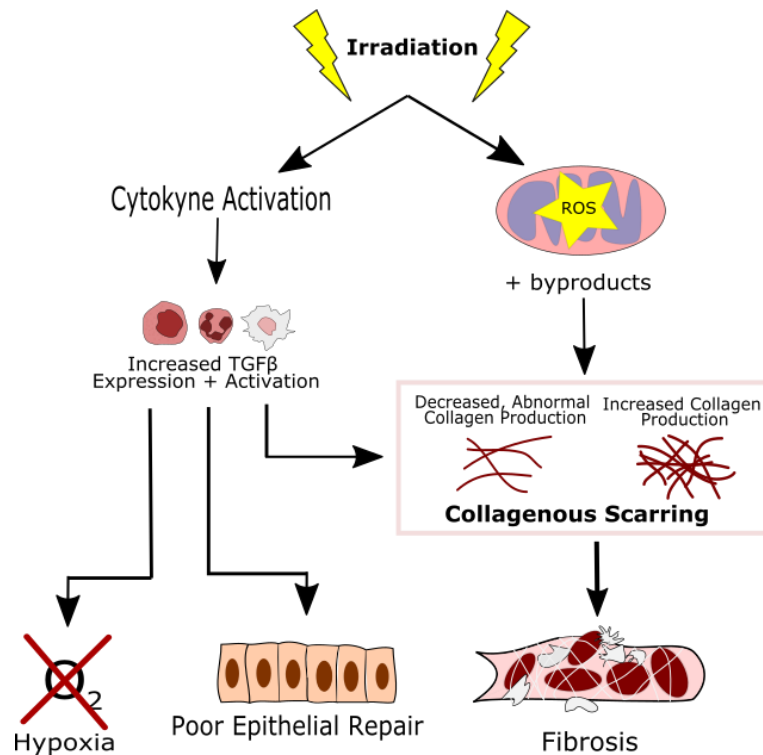 Irradiation
Cytokyne Activation
ROS
+ byproducts
Increased TGFβ
Expression + Activation
Decreased, Abnormal
Collagen Production
Increased Collagen
Production
Collagenous Scarring
O2
Hypoxia
Poor Epithelial Repair
Fibrosis